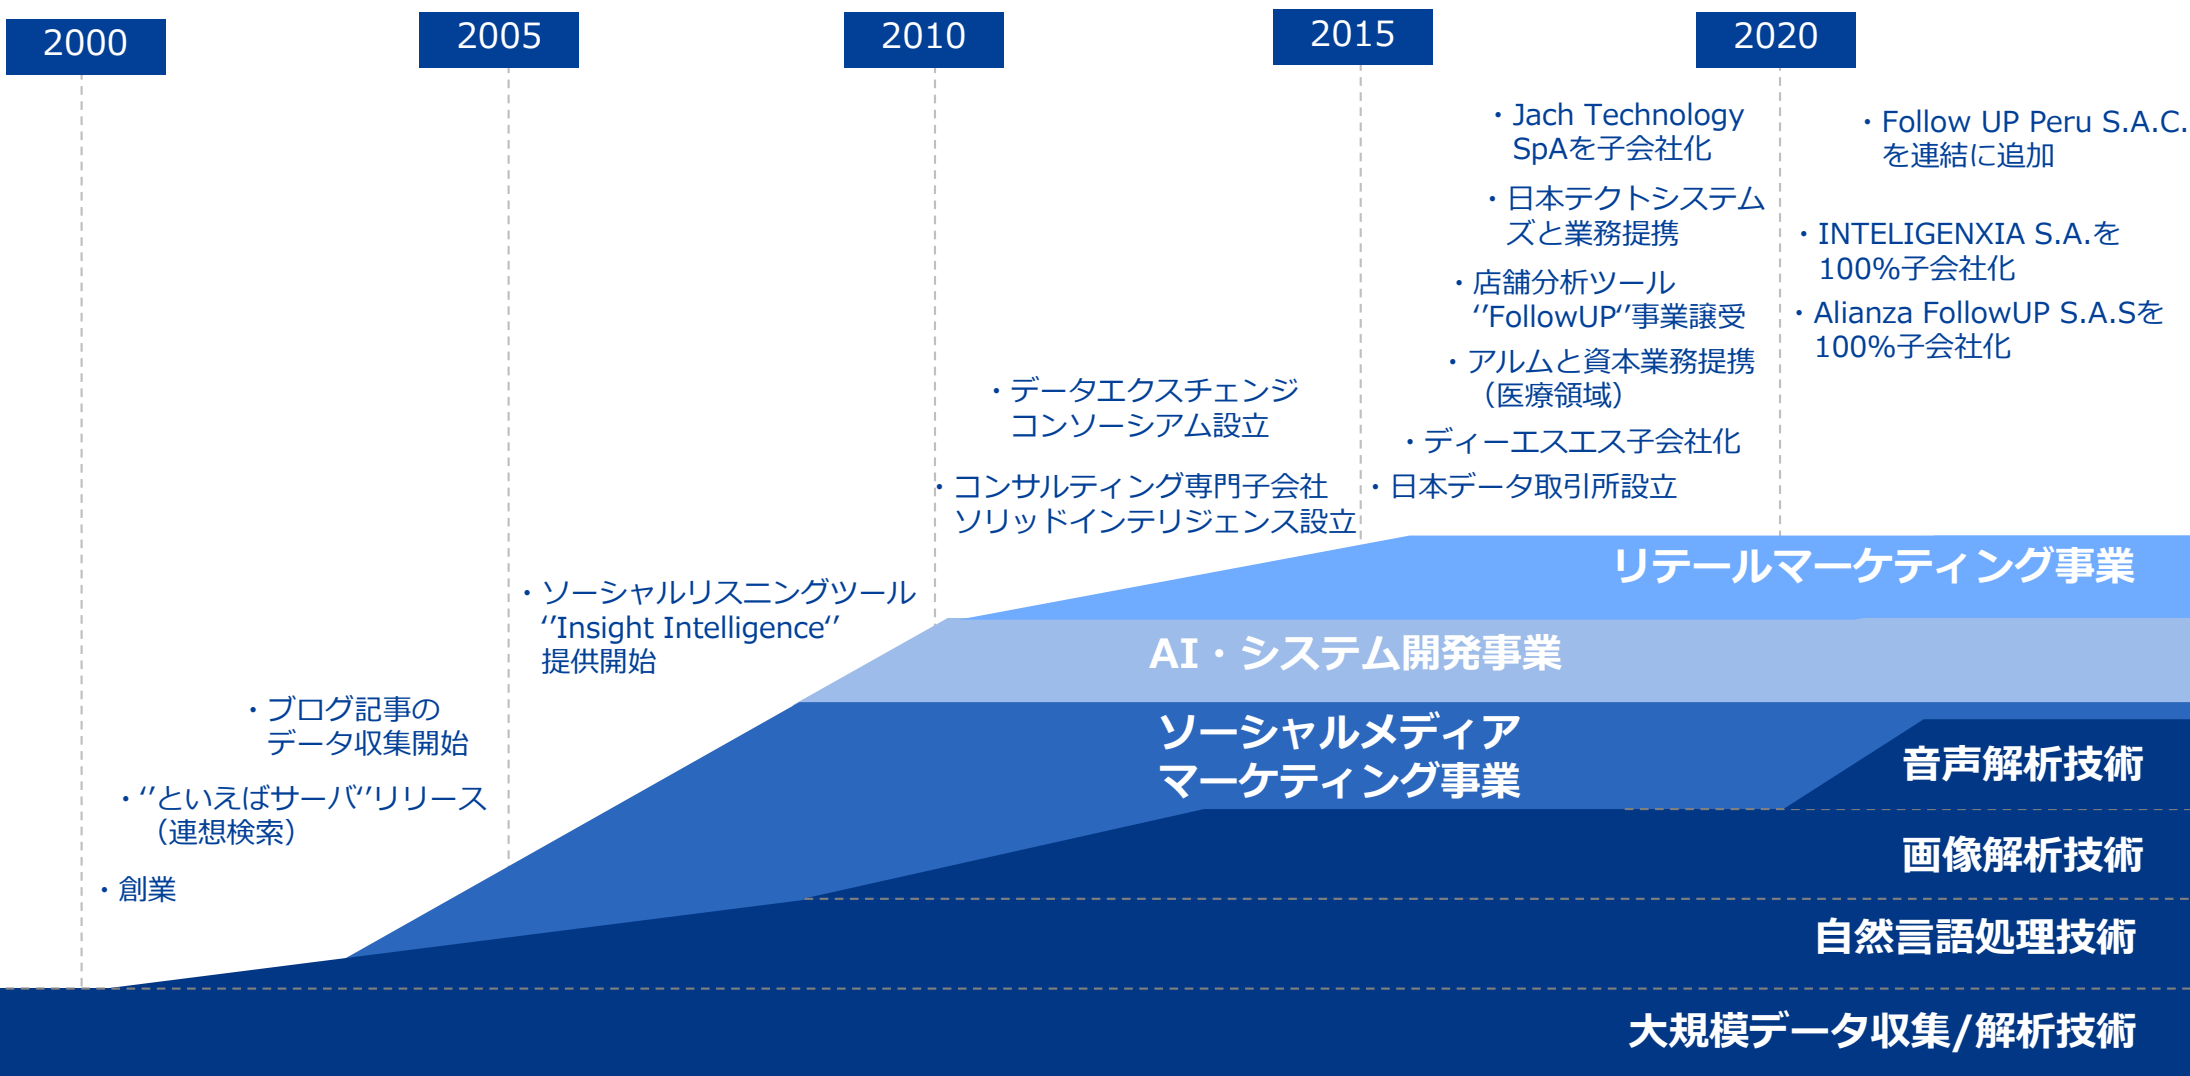 2000
2005
2010
2015
2020
・創業
・‘’といえばサーバ’’リリース
（連想検索）
・ブログ記事の
データ収集開始
・ソーシャルリスニングツール
‘’Insight Intelligence‘’
提供開始
・データエクスチェンジ
コンソーシアム設立
・コンサルティング専門子会社
ソリッドインテリジェンス設立
・Jach Technology
SpAを子会社化
・日本テクトシステム
ズと業務提携
・店舗分析ツール
‘’FollowUP‘’事業譲受
・アルムと資本業務提携
（医療領域）
・ディーエスエス子会社化
・日本データ取引所設立
・Follow UP Peru S.A.C.
を連結に追加
・INTELIGENXIA S.A.を
100%子会社化
・Alianza FollowUP S.A.Sを
100%子会社化
リテールマーケティング事業
AI・システム開発事業
ソーシャルメディア
マーケティング事業
音声解析技術
画像解析技術
自然言語処理技術
大規模データ収集/解析技術